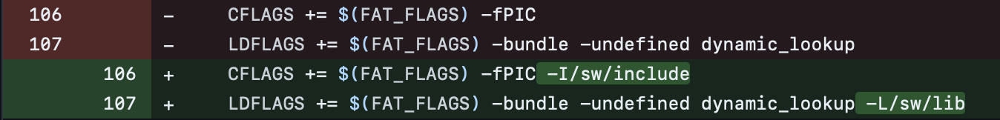 106 - CFLAGS += $(FAT_FLAGS) -fPIC
107 - LDFLAGS += $(FAT_FLAGS) -bundle -undefined dynamic_lookup
106 + CFLAGS += $(FAT_FLAGS) -fPIC -I/sw/include
107 + LDFLAGS += $(FAT_FLAGS) -bundle -undefined dynamic_lookup -L/sw/lib